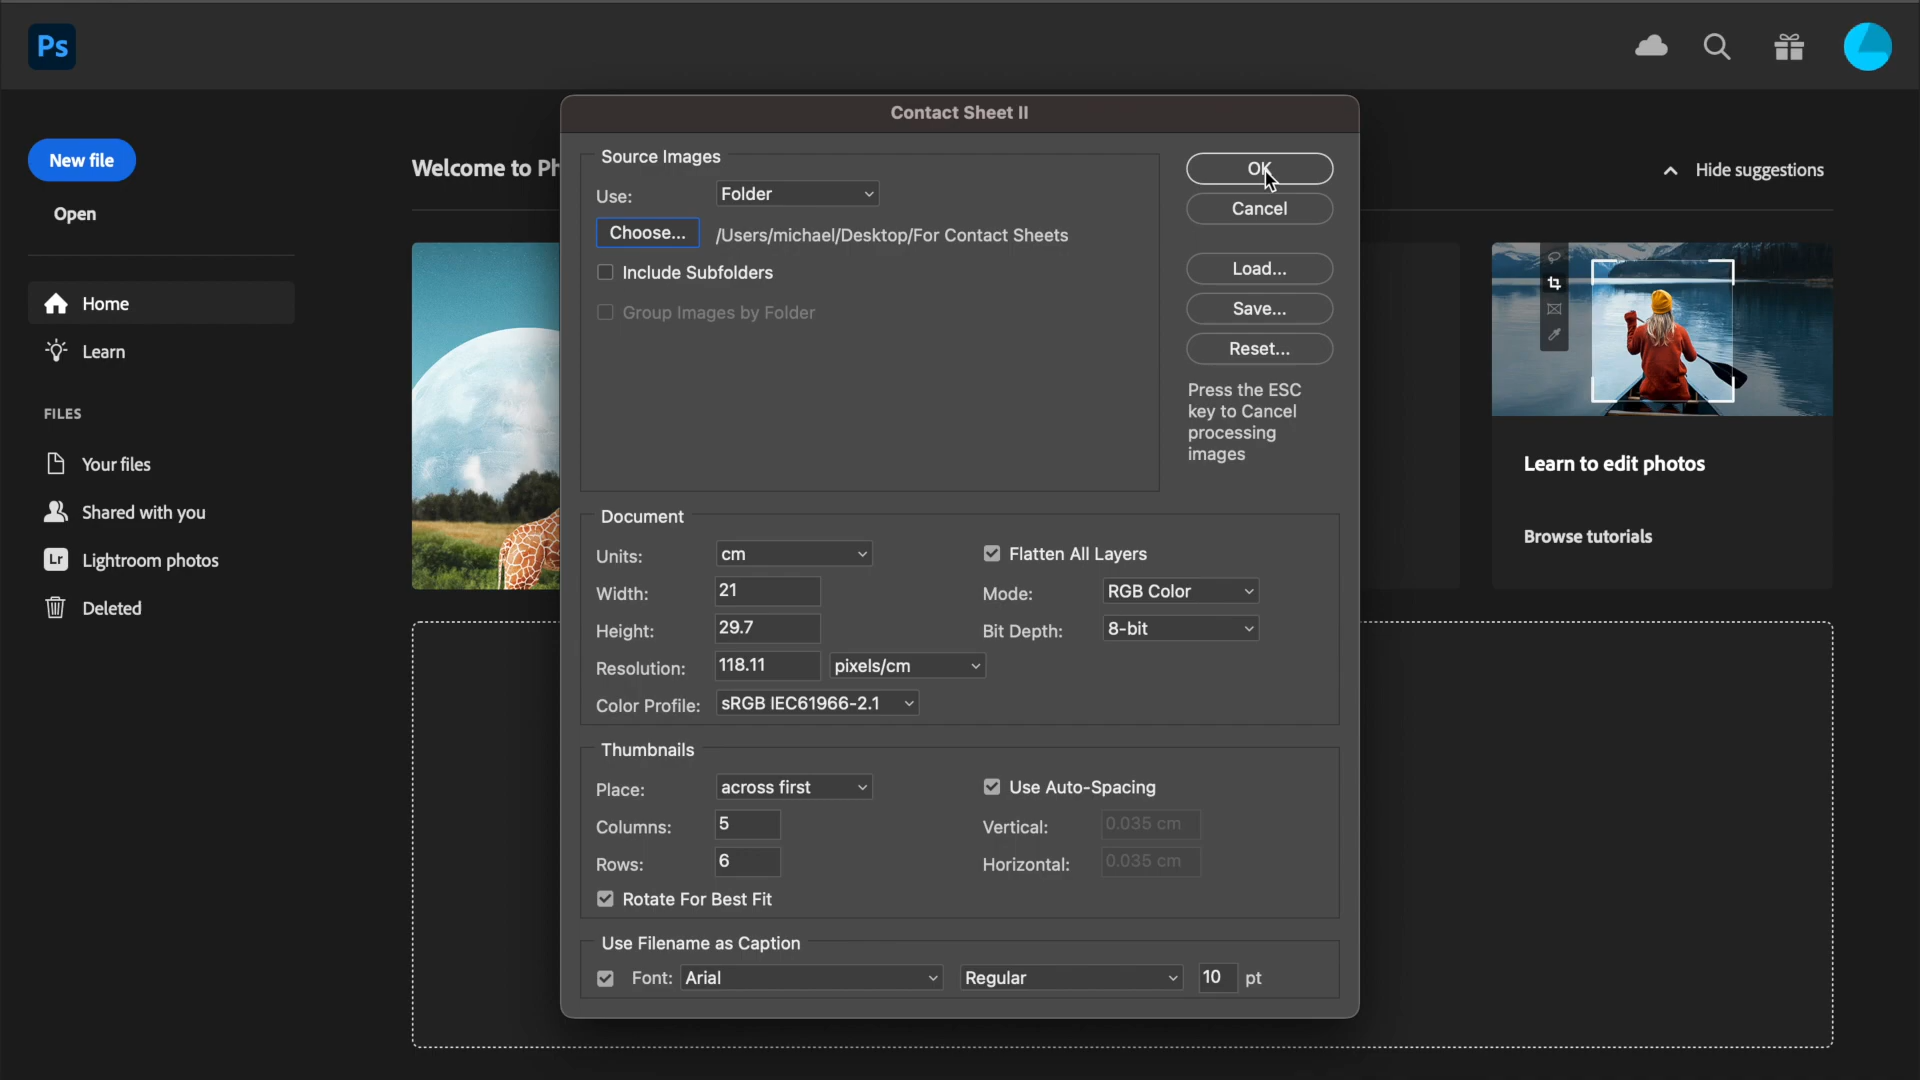 Ps
New file
Open
Home
Learn
FILES
Your files
Shared with you
Lr Lightroom photos
Deleted
Welcome to Ph
Hide suggestions
Learn to edit photos
Browse tutorials
Contact Sheet II
Source Images
Use: Folder
Choose... /Users/michael/Desktop/For Contact Sheets
Include Subfolders
Group Images by Folder
OK
Cancel
Load...
Save...
Reset...
Press the ESC
key to Cancel
processing
images
Document
Units: cm
Width: 21
Height: 29.7
Resolution: 118.11 pixels/cm
Color Profile: sRGB IEC61966-2.1
Flatten All Layers
Mode: RGB Color
Bit Depth: 8-bit
Thumbnails
Place: across first
Columns: 5
Rows: 6
Rotate For Best Fit
Use Auto-Spacing
Vertical: 0.035 cm
Horizontal: 0.035 cm
Use Filename as Caption
Font: Arial Regular 10 pt